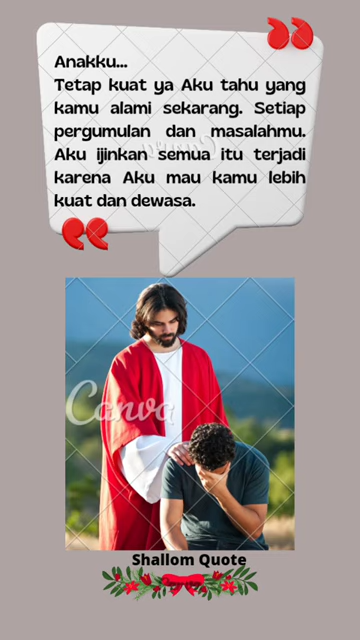 Anakku...
Tetap kuat ya Aku tahu yang
kamu alami sekarang. Setiap
pergumulan dan masalahmu.
Aku ijinkan semua itu terjadi
karena Aku mau kamu lebih
kuat dan dewasa.
Canva
Shallom Quote